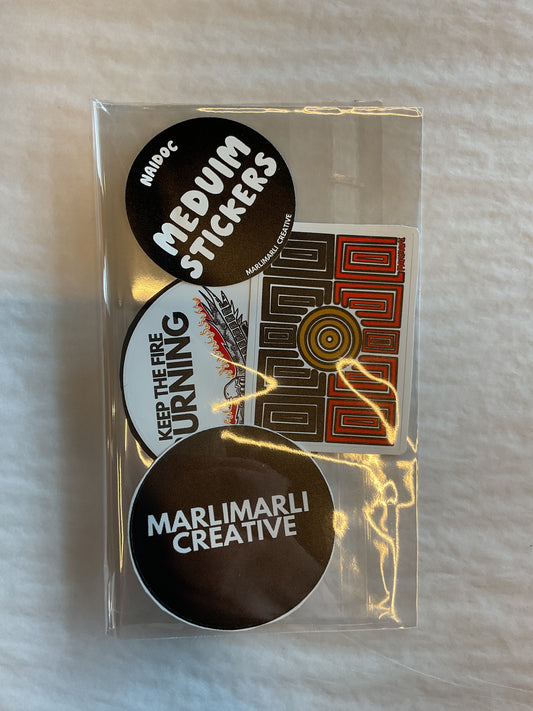 NAIDOC
MEDUIM
STICKERS
MARLIMARLI CREATIVE
KEEP THE FIRE
URNING
MARLIMARLI
CREATIVE